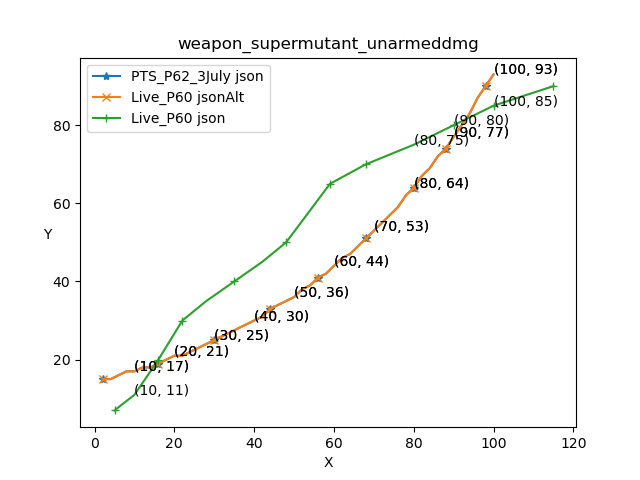 weapon_supermutant_unarmeddmg
PTS_P62_3July json
Live_P60 jsonAlt
Live_P60 json
(100, 93)
(100, 85)
(90, 80)
(90, 77)
(80, 75)
(80, 64)
(70, 53)
(60, 44)
(50, 36)
(40, 30)
(30, 25)
(20, 21)
(10, 17)
(10, 11)
80
60
40
20
Y
0 20 40 60 80 100 120
X